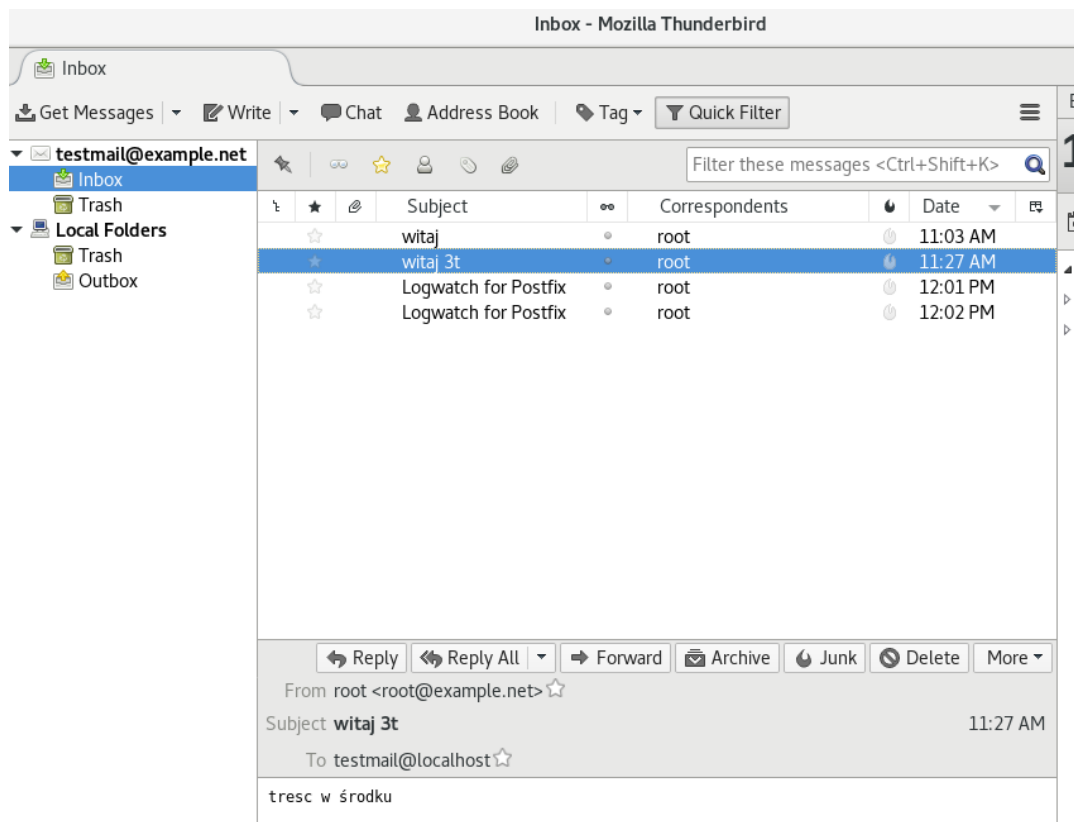 Inbox - Mozilla Thunderbird
Inbox
Get Messages Write Chat Address Book Tag Quick Filter
testmail@example.net
Inbox
Trash
Local Folders
Trash
Outbox
Filter these messages <Ctrl+Shift+K>
Subject Correspondents Date
witaj root 11:03 AM
witaj 3t root 11:27 AM
Logwatch for Postfix root 12:01 PM
Logwatch for Postfix root 12:02 PM
Reply Reply All Forward Archive Junk Delete More
From root <root@example.net>
Subject witaj 3t 11:27 AM
To testmail@localhost
tresc w środku